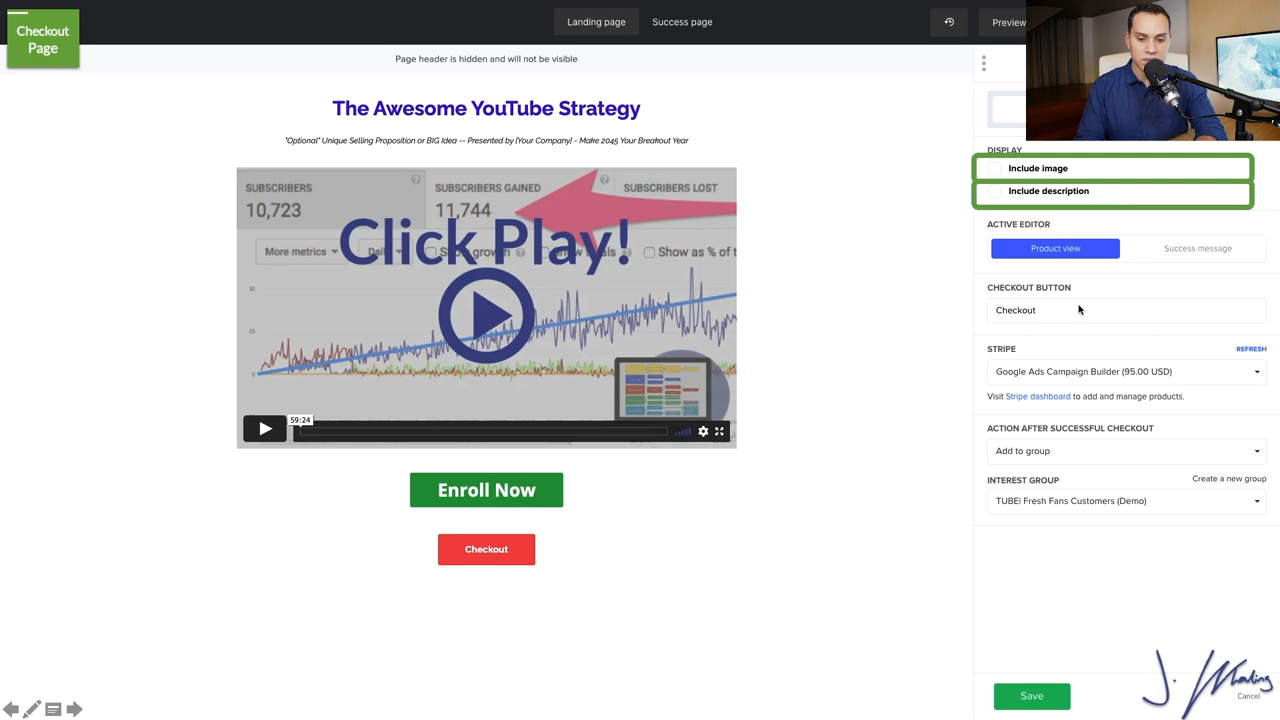 Checkout
Page
Landing page
Success page
Preview
Page header is hidden and will not be visible
The Awesome YouTube Strategy
"Optional" Unique Selling Proposition or BIG Idea -- Presented by [Your Company] - Make 2045 Your Breakout Year
SUBSCRIBERS
10,723
SUBSCRIBERS GAINED
11,744
SUBSCRIBERS LOST
More metrics
Show as % of t
Click Play!
59:24
Enroll Now
Checkout
DISPLAY
Include image
Include description
ACTIVE EDITOR
Product view
Success message
CHECKOUT BUTTON
Checkout
STRIPE
REFRESH
Google Ads Campaign Builder (95.00 USD)
Visit Stripe dashboard to add and manage products.
ACTION AFTER SUCCESSFUL CHECKOUT
Add to group
INTEREST GROUP
Create a new group
TUBE| Fresh Fans Customers (Demo)
Save
Cancel
J. Whaling